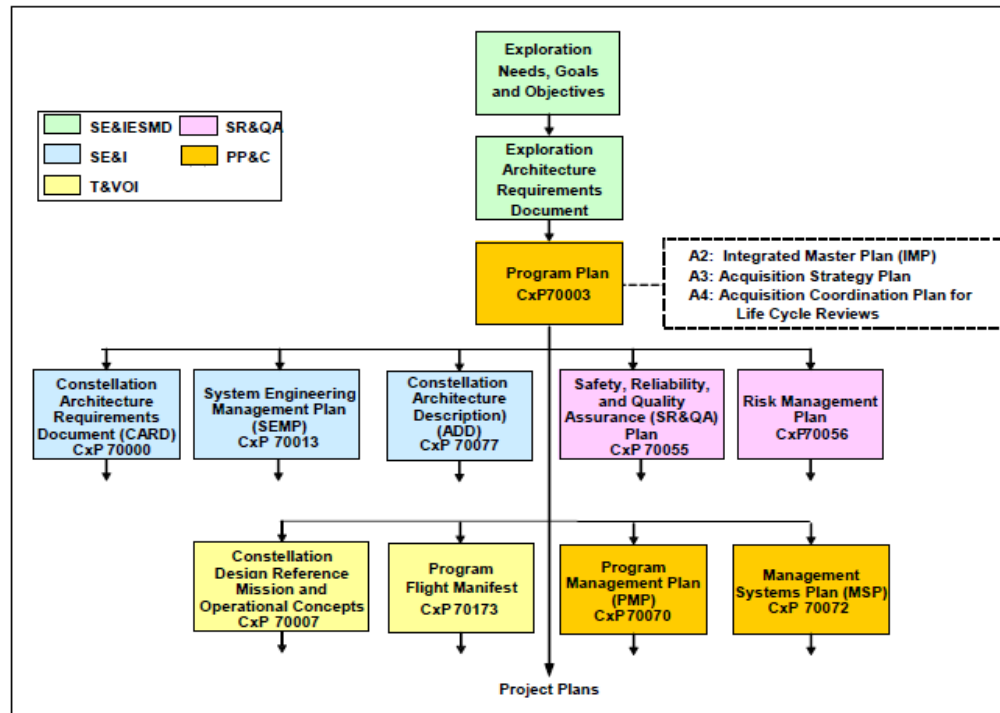 Exploration
Needs, Goals
and Objectives
SE&IESMD
SR&QA
SE&I
PP&C
T&VOI
Exploration
Architecture
Requirements
Document
Program Plan
CxP70003
A2: Integrated Master Plan (IMP)
A3: Acquisition Strategy Plan
A4: Acquisition Coordination Plan for
Life Cycle Reviews
Constellation
Architecture
Requirements
Document (CARD)
CxP 70000
System Engineering
Management Plan
(SEMP)
CxP 70013
Constellation
Architecture
Description)
(ADD)
CxP 70077
Safety, Reliability,
and Quality
Assurance (SR&QA)
Plan
CxP 70055
Risk Management
Plan
CxP70056
Constellation
Design Reference
Mission and
Operational Concepts
CxP 70007
Program
Flight Manifest
CxP 70173
Program
Management Plan
(PMP)
CxP70070
Management
Systems Plan (MSP)
CxP 70072
Project Plans